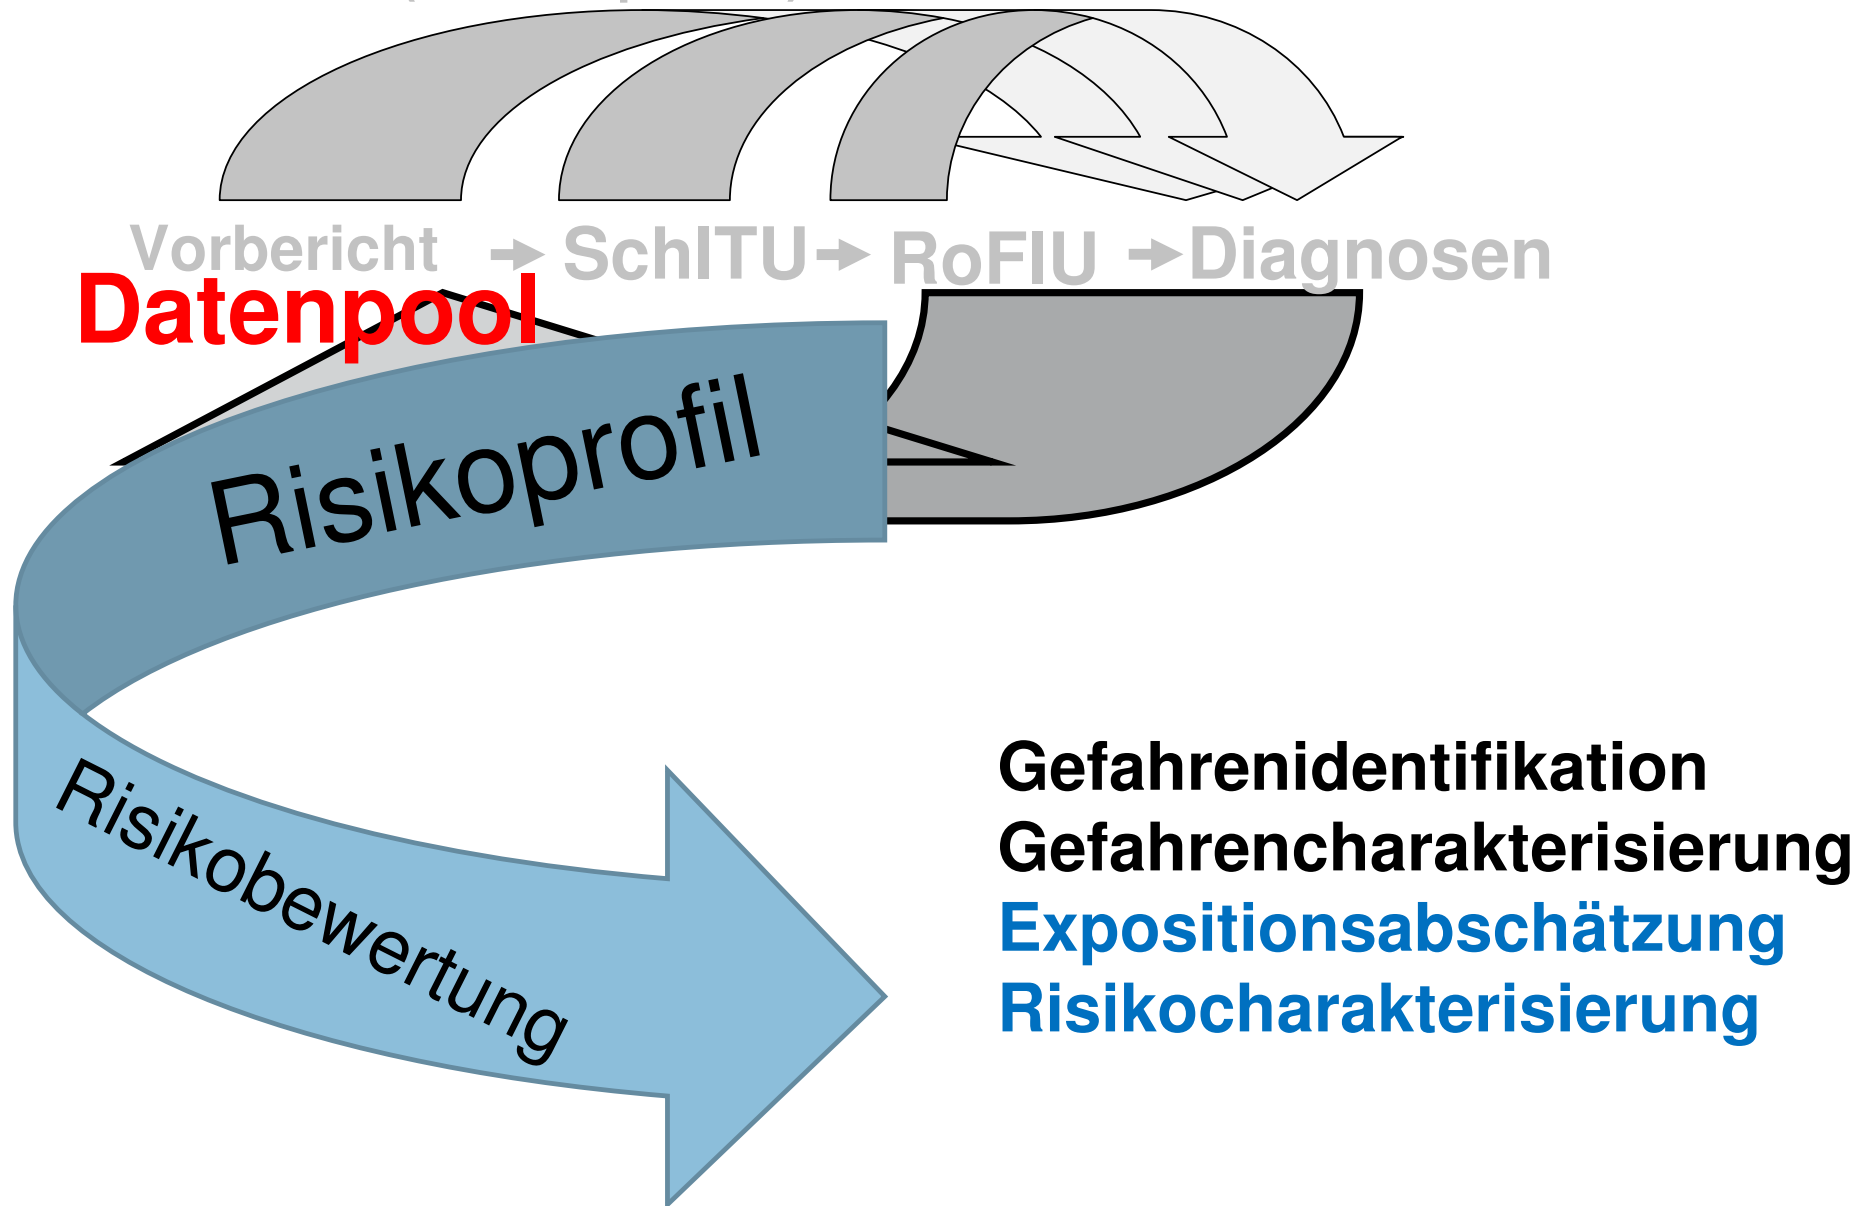 Vorbericht → SchlTU → RoFlU → Diagnosen
Datenpool
Risikoprofil
Risikobewertung
Gefahrenidentifikation
Gefahrencharakterisierung
Expositionsabschätzung
Risikocharakterisierung